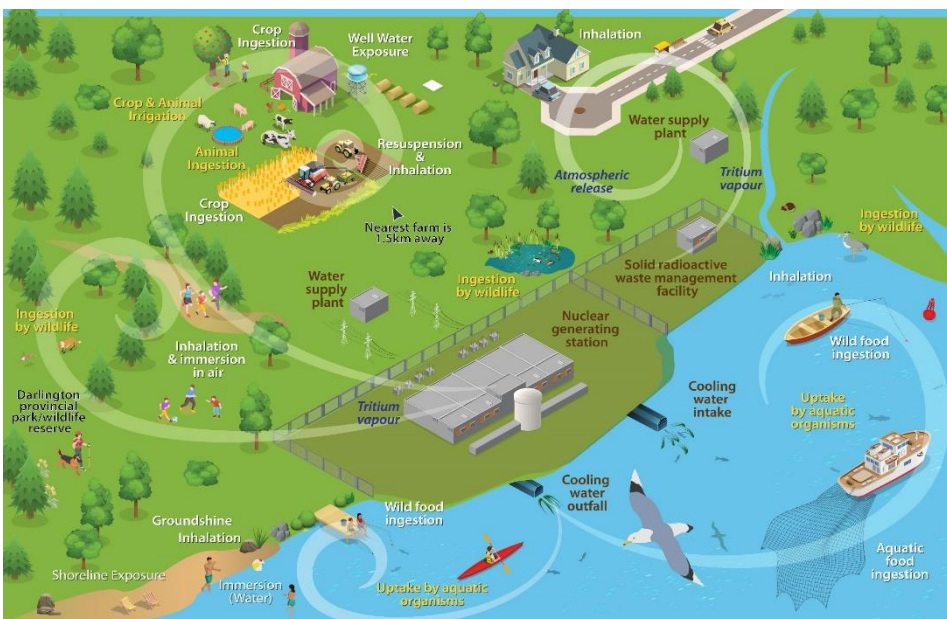 Crop
Ingestion
Well Water
Exposure
Inhalation
Crop & Animal
Irrigation
Water supply
plant
Animal
Ingestion
Resuspension
&
Inhalation
Atmospheric
release
Tritium
vapour
Crop
Ingestion
Nearest farm is
1.5km away
Ingestion
by wildlife
Water
supply
plant
Ingestion
by wildlife
Solid radioactive
waste management
facility
Inhalation
Ingestion
by wildlife
Nuclear
generating
station
Wild food
ingestion
Inhalation
& immersion
in air
Darlington
provincial
park/wildlife
reserve
Tritium
vapour
Cooling
water
intake
Uptake
by aquatic
organisms
Cooling
water
outfall
Wild food
ingestion
Groundshine
Inhalation
Aquatic
food
ingestion
Shoreline Exposure
Immersion
(Water)
Uptake by aquatic
organisms